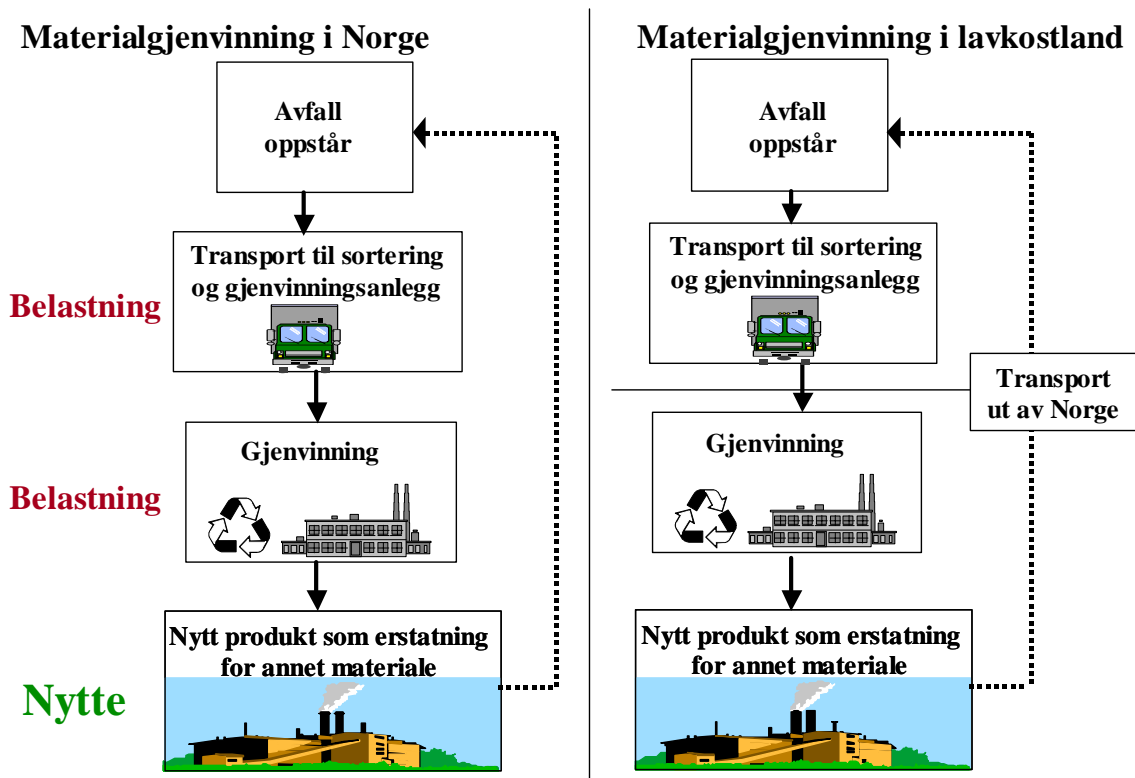 Materialgjenvinning i Norge
Avfall
oppstår
Transport til sortering
og gjenvinningsanlegg
Belastning
Gjenvinning
Belastning
Nytt produkt som erstatning
for annet materiale
Nytte
Materialgjenvinning i lavkostland
Avfall
oppstår
Transport til sortering
og gjenvinningsanlegg
Transport
ut av Norge
Gjenvinning
Nytt produkt som erstatning
for annet materiale